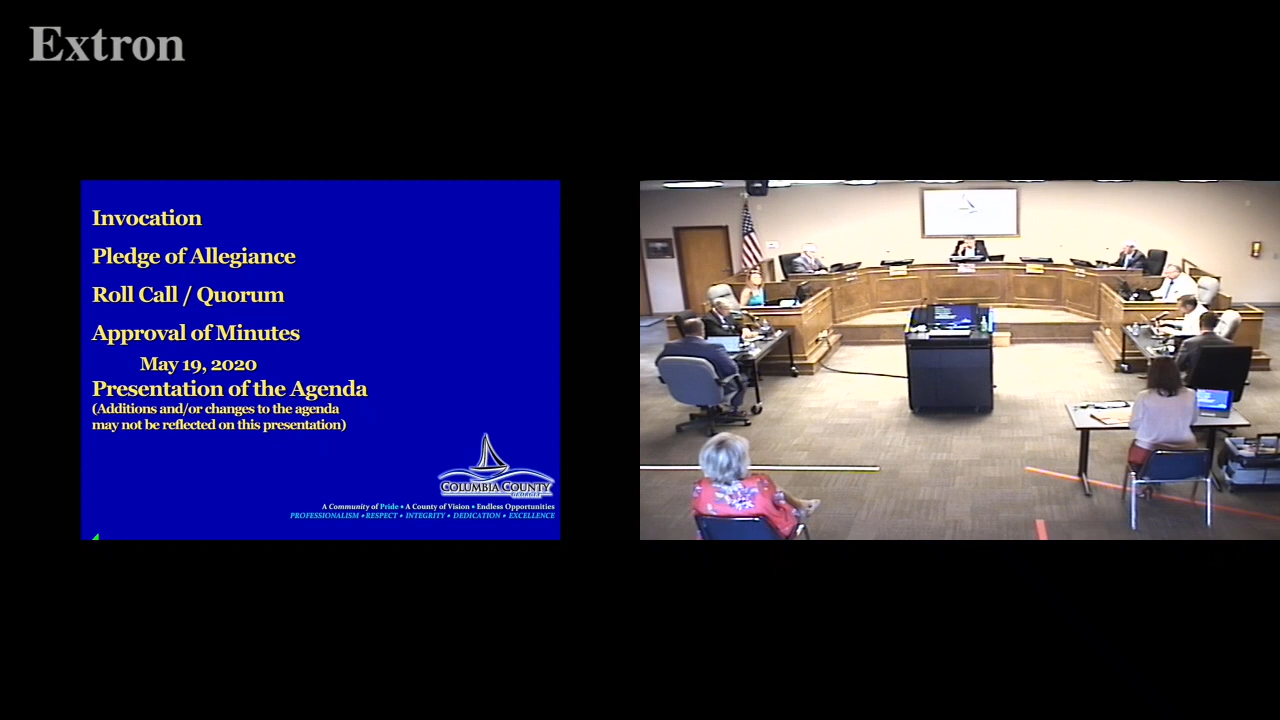 Extron
Invocation
Pledge of Allegiance
Roll Call / Quorum
Approval of Minutes
May 19, 2020
Presentation of the Agenda
(Additions and/or changes to the agenda
may not be reflected on this presentation)
COLUMBIA COUNTY
GEORGIA
A Community of Pride • A County of Vision • Endless Opportunities
PROFESSIONALISM • RESPECT • INTEGRITY • DEDICATION • EXCELLENCE